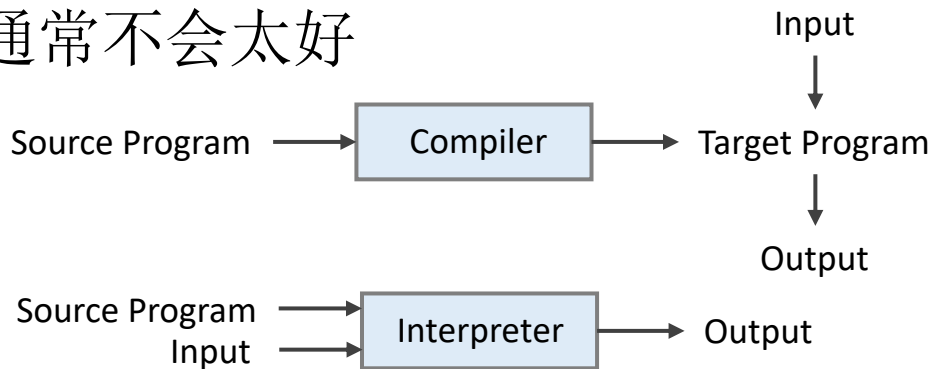 通常不会太好
Input
Source Program
Compiler
Target Program
Output
Source Program
Input
Interpreter
Output